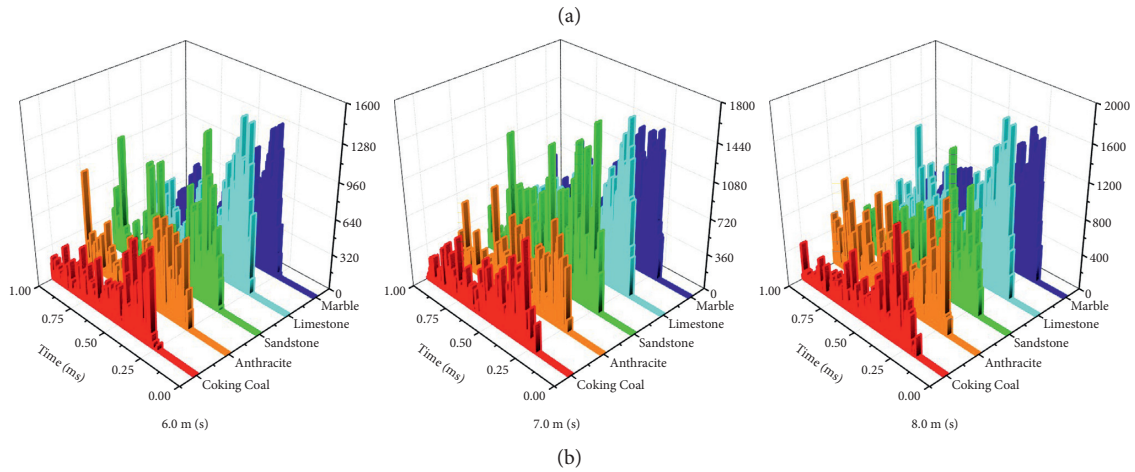 (a)
1600
1280
960
640
320
0
1.00
0.75
0.50
0.25
0.00
Time (ms)
Marble
Limestone
Sandstone
Anthracite
Coking Coal
6.0 m (s)
1800
1440
1080
720
360
0
1.00
0.75
0.50
0.25
0.00
Time (ms)
Marble
Limestone
Sandstone
Anthracite
Coking Coal
7.0 m (s)
2000
1600
1200
800
400
0
1.00
0.75
0.50
0.25
0.00
Time (ms)
Marble
Limestone
Sandstone
Anthracite
Coking Coal
8.0 m (s)
(b)